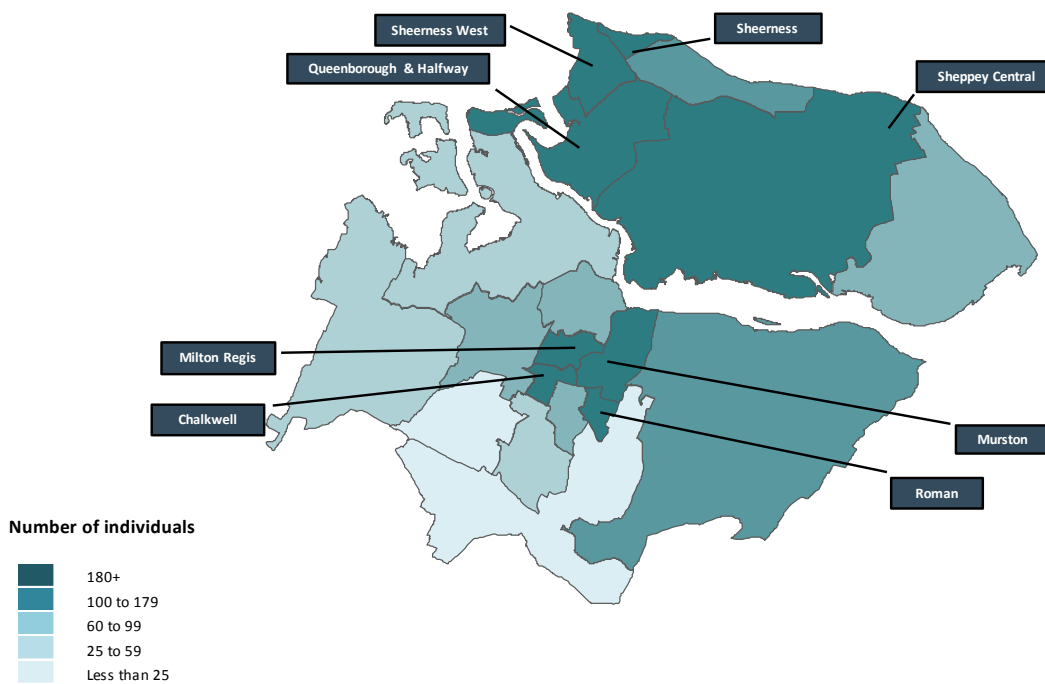 Sheerness West
Sheerness
Queenborough & Halfway
Sheppey Central
Milton Regis
Chalkwell
Murston
Roman
Number of individuals
180+
100 to 179
60 to 99
25 to 59
Less than 25